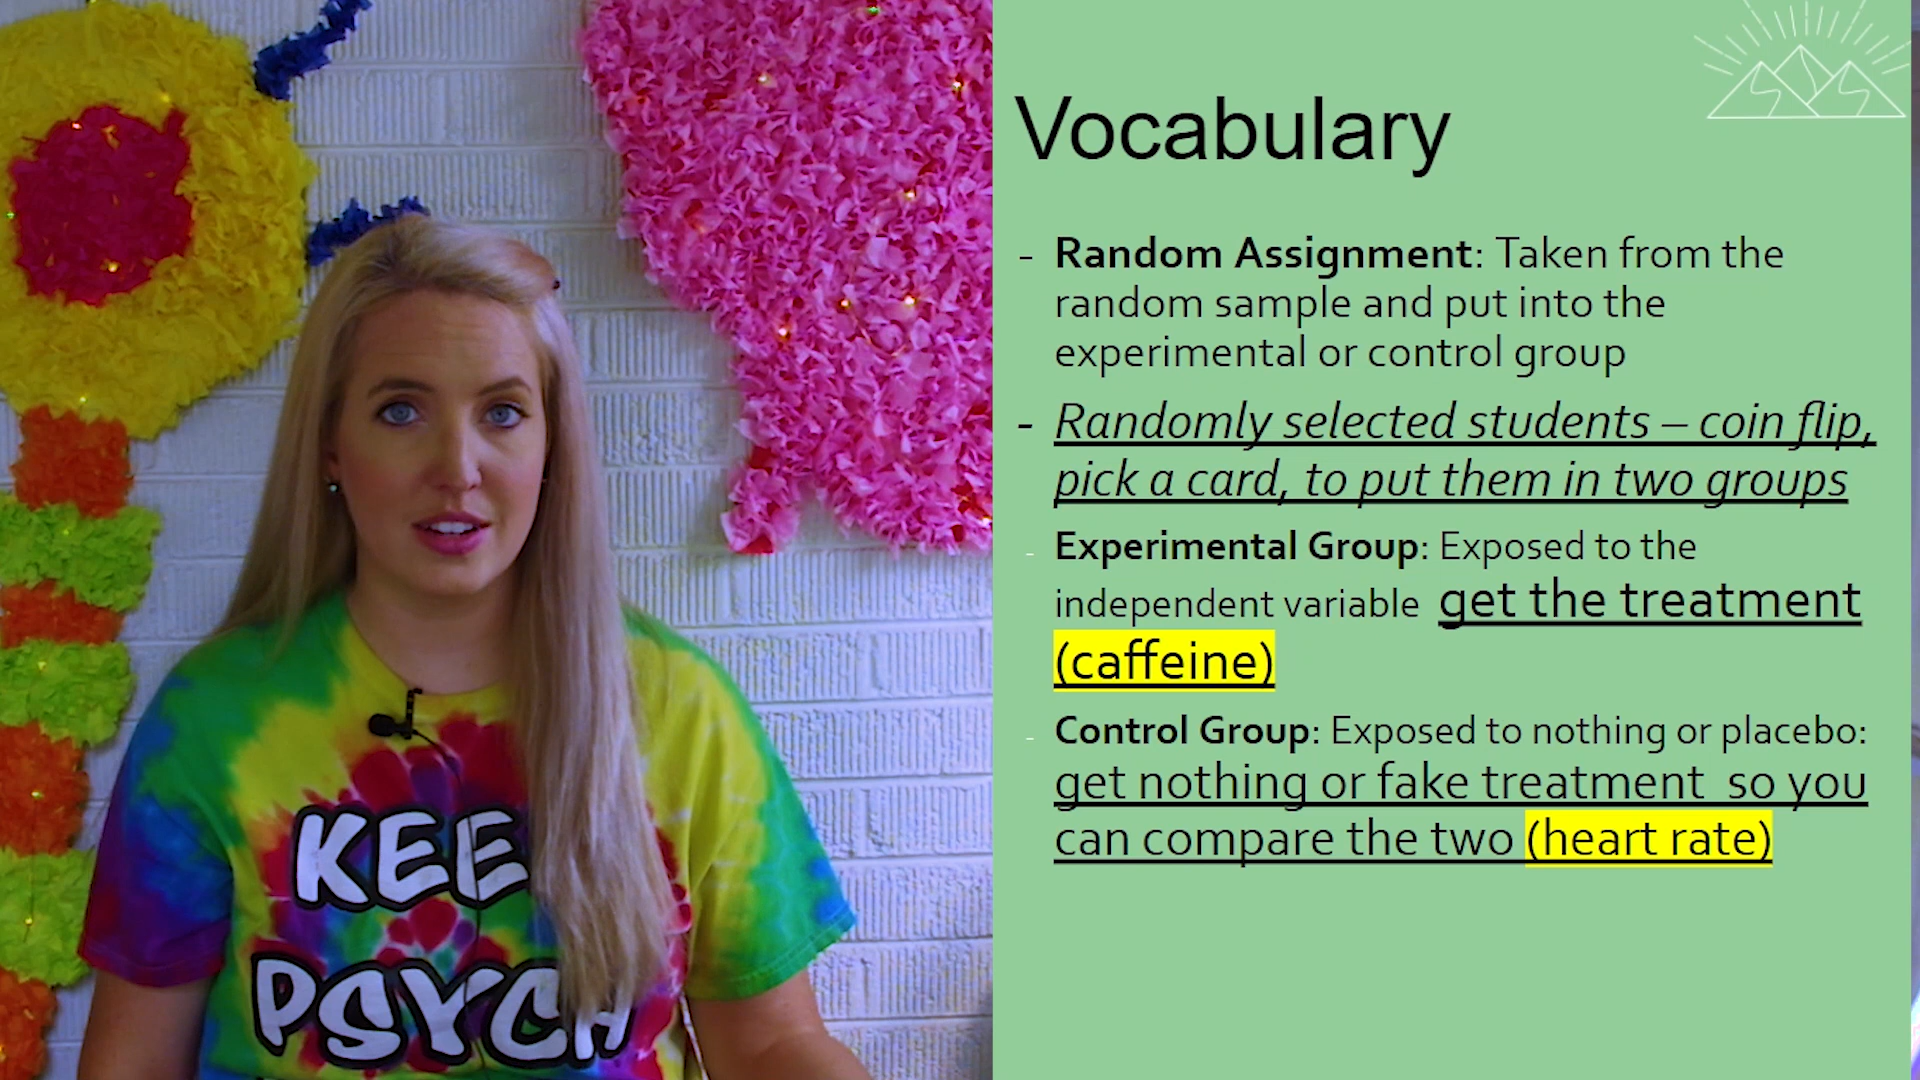 Vocabulary
- Random Assignment: Taken from the
random sample and put into the
experimental or control group
- Randomly selected students – coin flip,
pick a card, to put them in two groups
- Experimental Group: Exposed to the
independent variable get the treatment
(caffeine)
- Control Group: Exposed to nothing or placebo:
get nothing or fake treatment so you
can compare the two (heart rate)
KEE
PSYCH